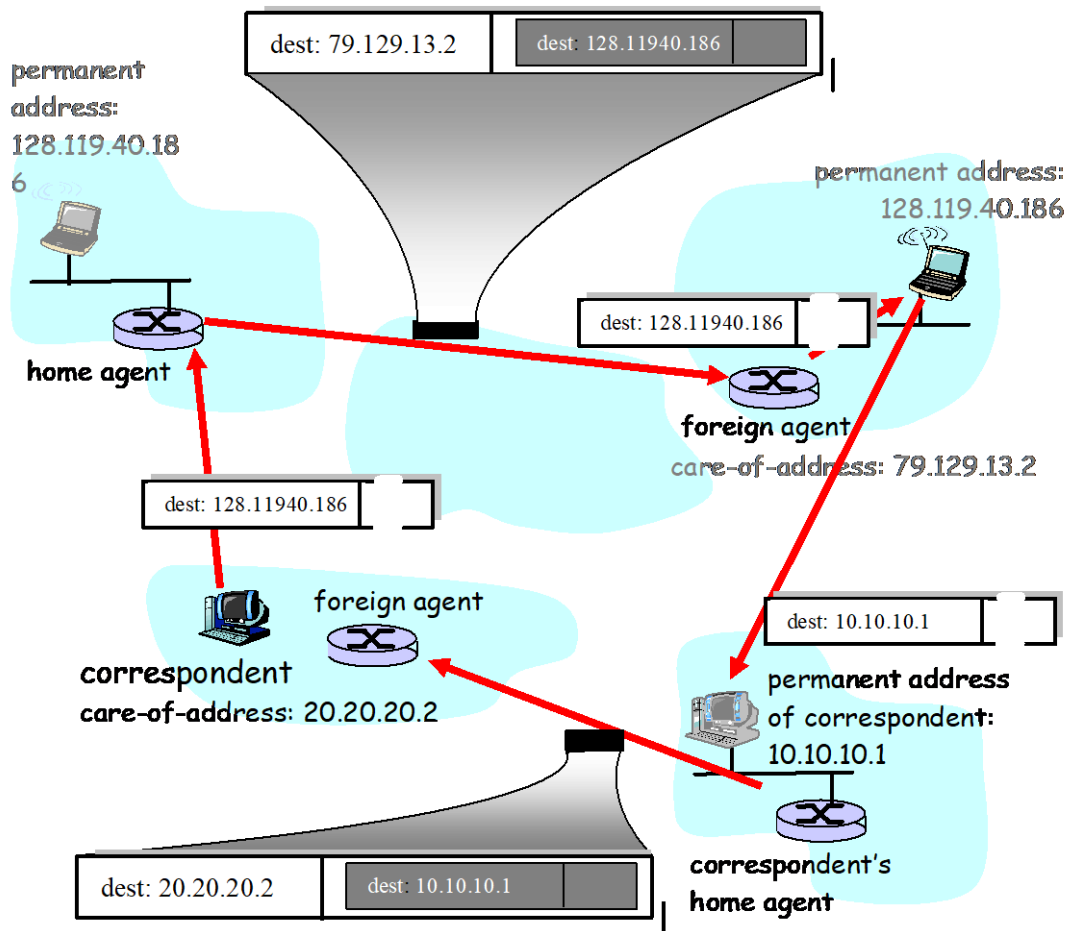 dest: 79.129.13.2
dest: 128.11940.186
permanent
address:
128.119.40.18
6
permanent address:
128.119.40.186
dest: 128.11940.186
home agent
foreign agent
care-of-address: 79.129.13.2
dest: 128.11940.186
foreign agent
correspondent
care-of-address: 20.20.20.2
dest: 10.10.10.1
permanent address
of correspondent:
10.10.10.1
dest: 20.20.20.2
dest: 10.10.10.1
correspondent's
home agent